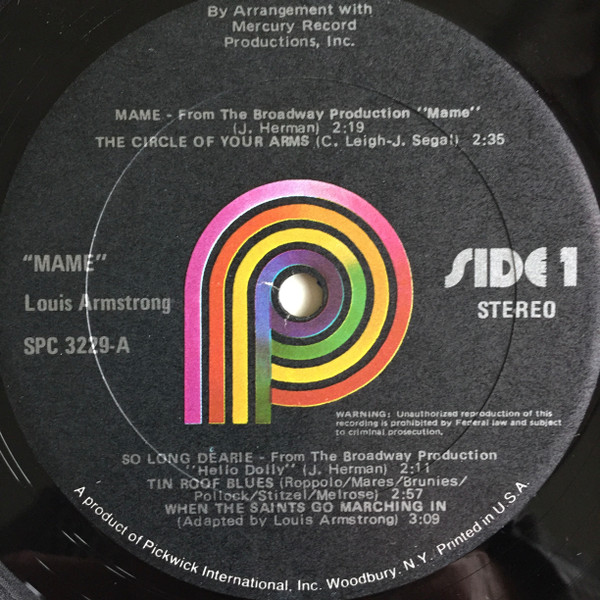 By Arrangement with
Mercury Record
Productions, Inc.
MAME - From The Broadway Production "Mame"
(J. Herman) 2:19
THE CIRCLE OF YOUR ARMS (C. Leigh-J. Segal) 2:35
"MAME"
Louis Armstrong
SPC 3229-A
SIDE 1
STEREO
WARNING: Unauthorized reproduction of this
recording is prohibited by Federal law and subject
to criminal prosecution.
SO LONG DEARIE - From The Broadway Production
"Hello Dolly" (J. Herman) 2:11
TIN ROOF BLUES (Roppolo/Mares/Brunies/
Pollock/Stitzel/Melrose) 2:57
WHEN THE SAINTS GO MARCHING IN
(Adapted by Louis Armstrong) 3:09
A product of Pickwick International, Inc. Woodbury, N.Y. Printed in U.S.A.